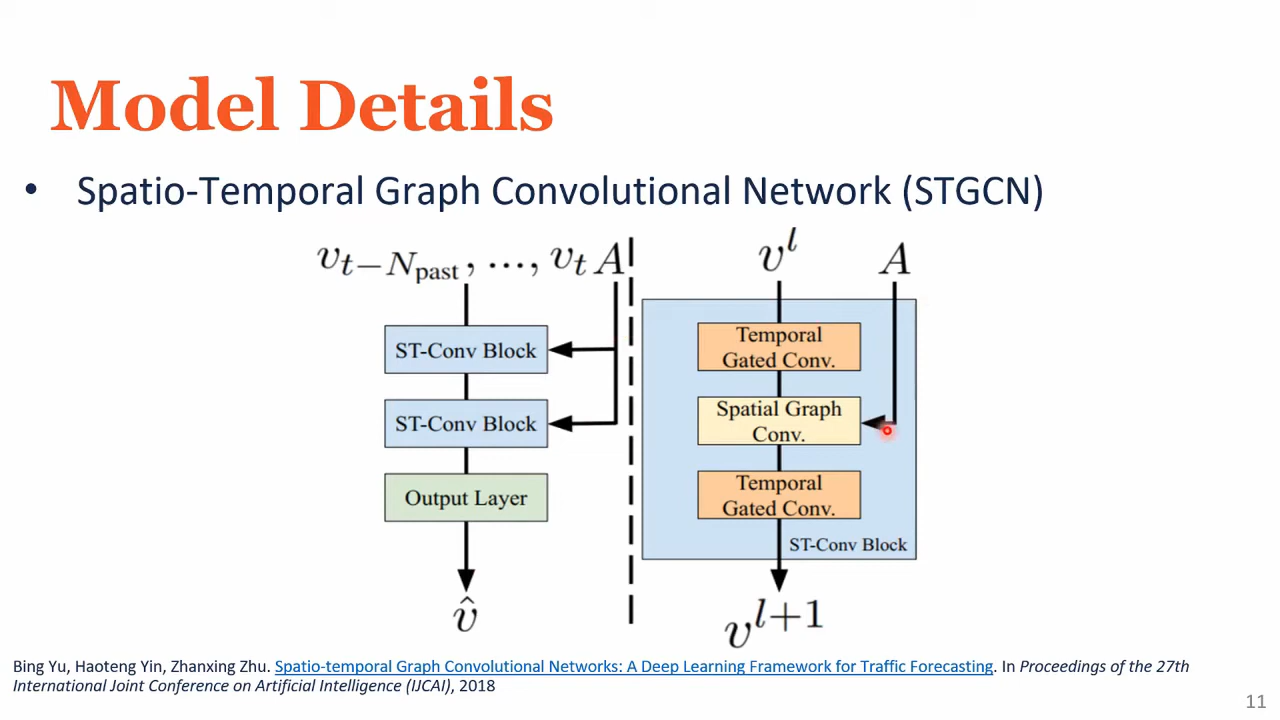 Model Details
• Spatio-Temporal Graph Convolutional Network (STGCN)
v_{t-N_{past}}, ..., v_t A
ST-Conv Block
ST-Conv Block
Output Layer
v̂
v^l A
Temporal
Gated Conv.
Spatial Graph
Conv.
Temporal
Gated Conv.
ST-Conv Block
v^{l+1}
Bing Yu, Haoteng Yin, Zhanxing Zhu. Spatio-temporal Graph Convolutional Networks: A Deep Learning Framework for Traffic Forecasting. In Proceedings of the 27th
International Joint Conference on Artificial Intelligence (IJCAI), 2018
11